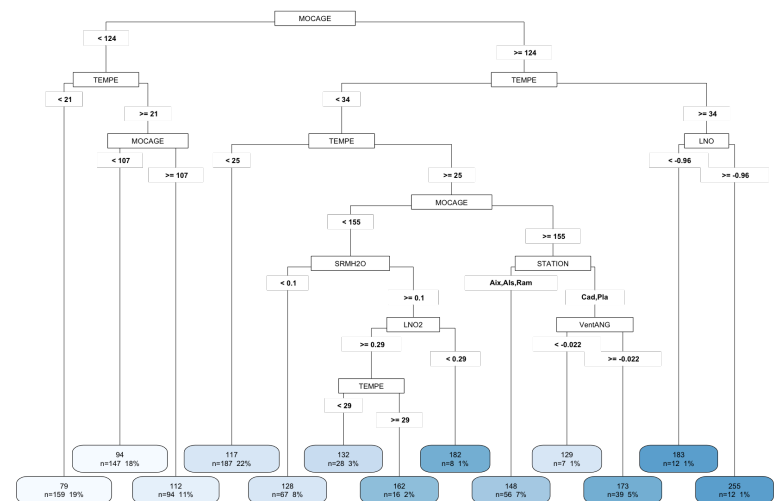 MOCAGE
< 124
>= 124
TEMPE
TEMPE
< 21
< 34
>= 21
>= 34
MOCAGE
TEMPE
LNO
< 107
< 25
< -0.96
>= 107
>= 25
>= -0.96
MOCAGE
< 155
>= 155
SRMH2O
STATION
< 0.1
Aix,Als,Ram
>= 0.1
Cad,Pla
LNO2
VentANG
>= 0.29
< -0.022
< 0.29
>= -0.022
TEMPE
< 29
>= 29
94
n=147 18%
117
n=187 22%
132
n=28 3%
182
n=8 1%
129
n=7 1%
183
n=12 1%
79
n=159 19%
112
n=94 11%
128
n=67 8%
162
n=16 2%
148
n=56 7%
173
n=39 5%
255
n=12 1%